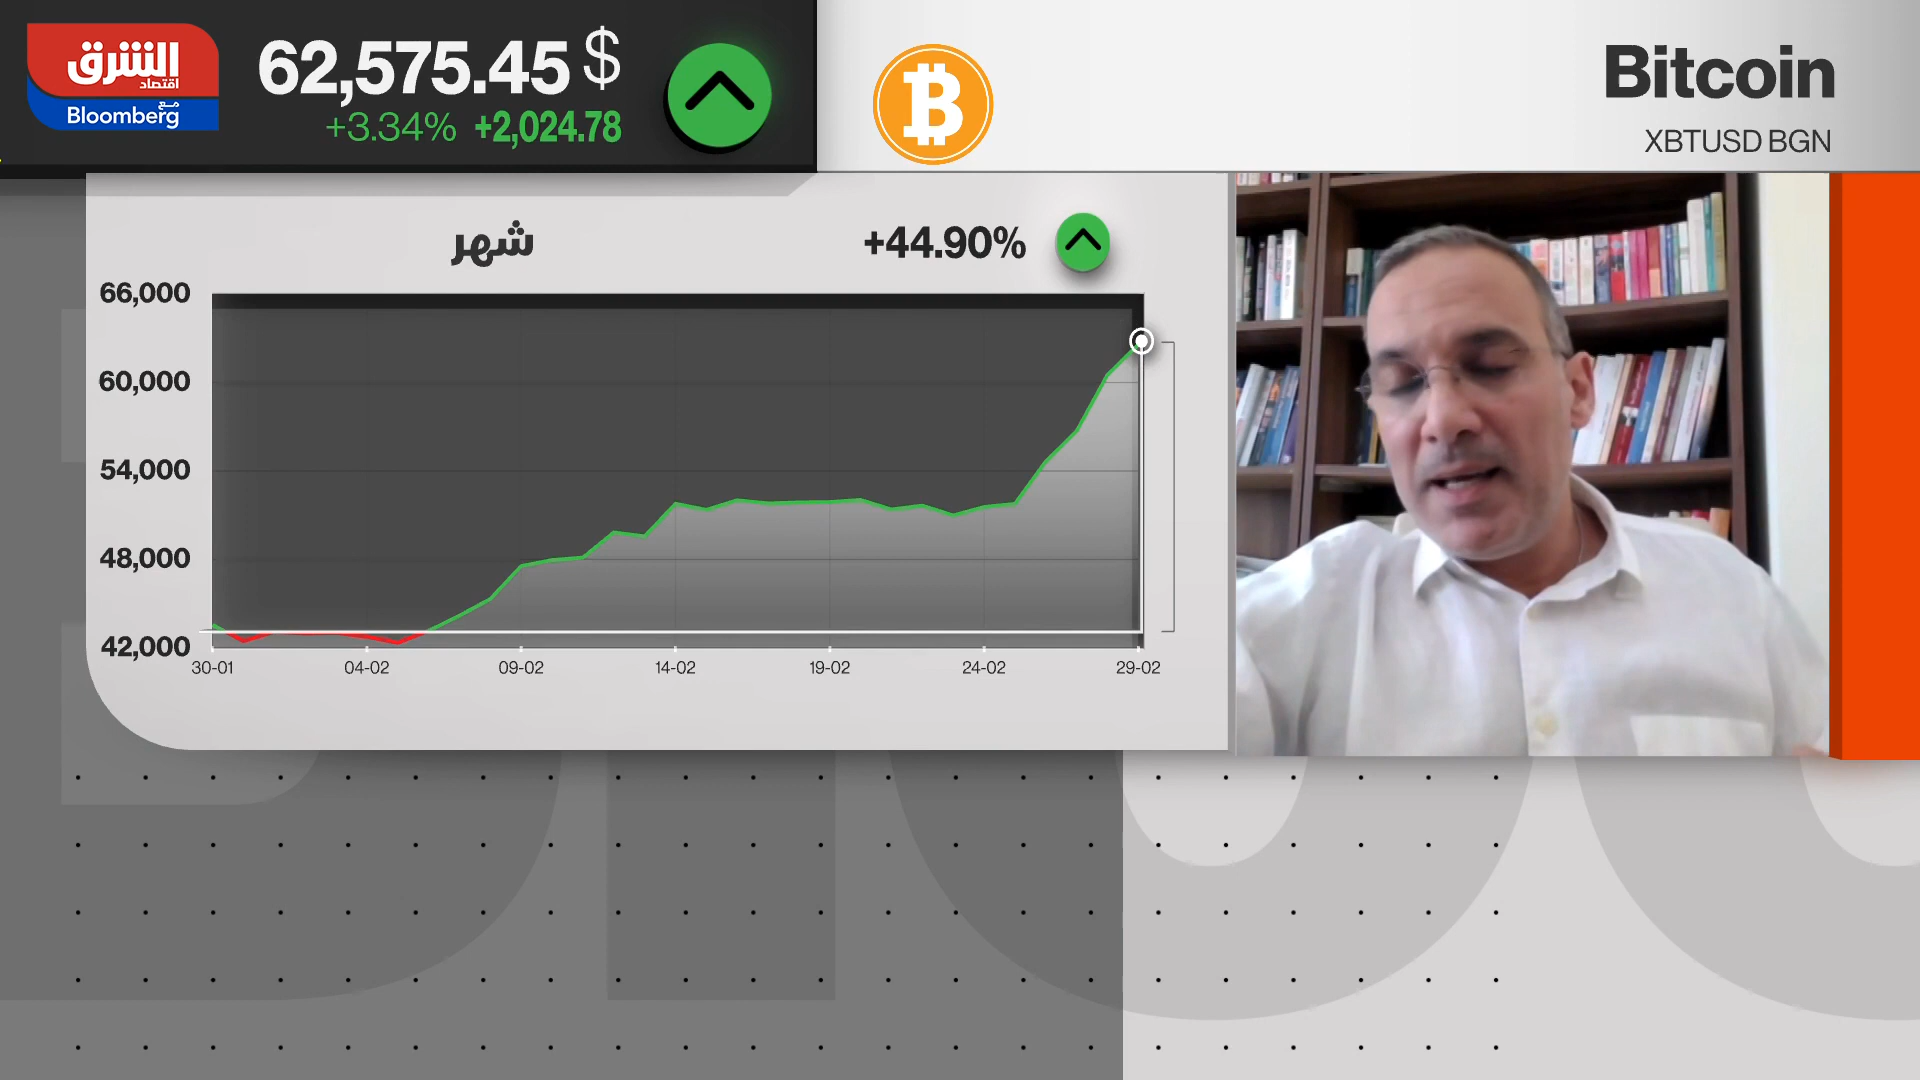 الشرق
اقتصاد
مع
Bloomberg
62,575.45 $
+3.34% +2,024.78
Bitcoin
XBTUSD BGN
شهر
+44.90%
66,000
60,000
54,000
48,000
42,000
30-01 04-02 09-02 14-02 19-02 24-02 29-02